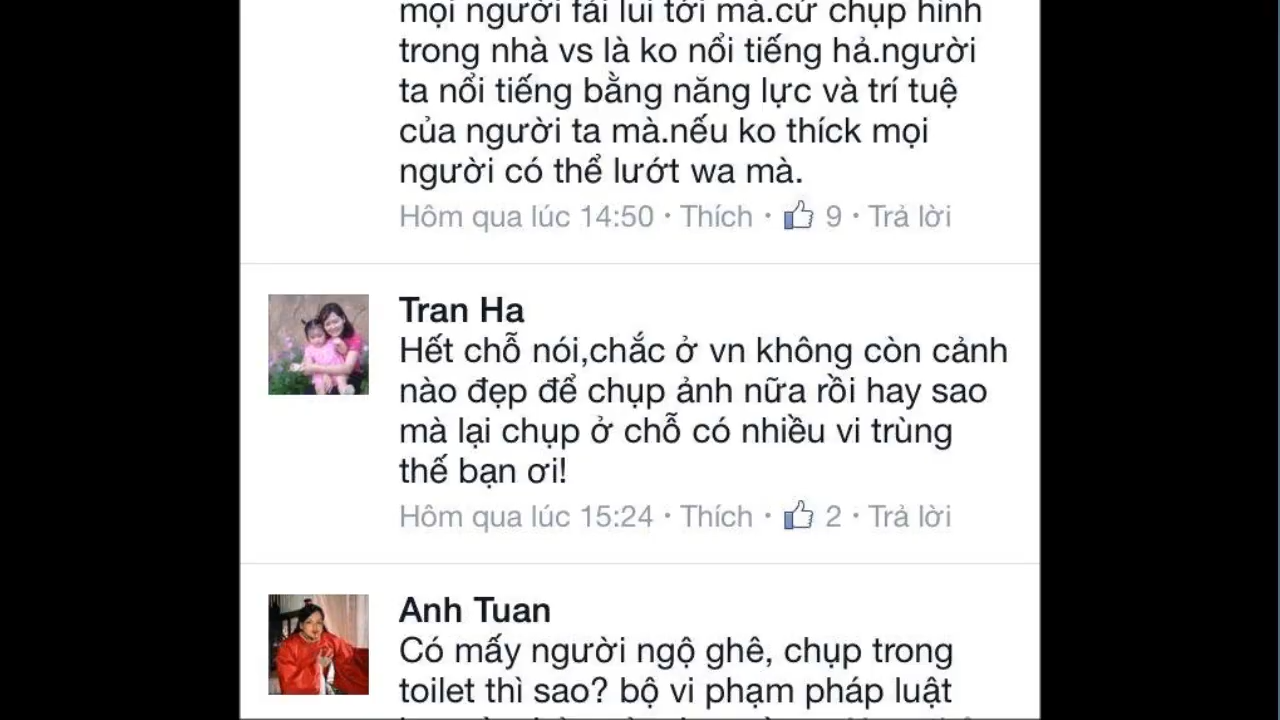 mọi người fải lui tới mà.cứ chụp hình
trong nhà vs là ko nổi tiếng hả.người
ta nổi tiếng bằng năng lực và trí tuệ
của người ta mà.nếu ko thíck mọi
người có thể lướt wa mà.
Hôm qua lúc 14:50 · Thích · 9 · Trả lời
Tran Ha
Hết chỗ nói,chắc ở vn không còn cảnh
nào đẹp để chụp ảnh nữa rồi hay sao
mà lại chụp ở chỗ có nhiều vi trùng
thế bạn ơi!
Hôm qua lúc 15:24 · Thích · 2 · Trả lời
Anh Tuan
Có mấy người ngộ ghê, chụp trong
toilet thì sao? bộ vi phạm pháp luật